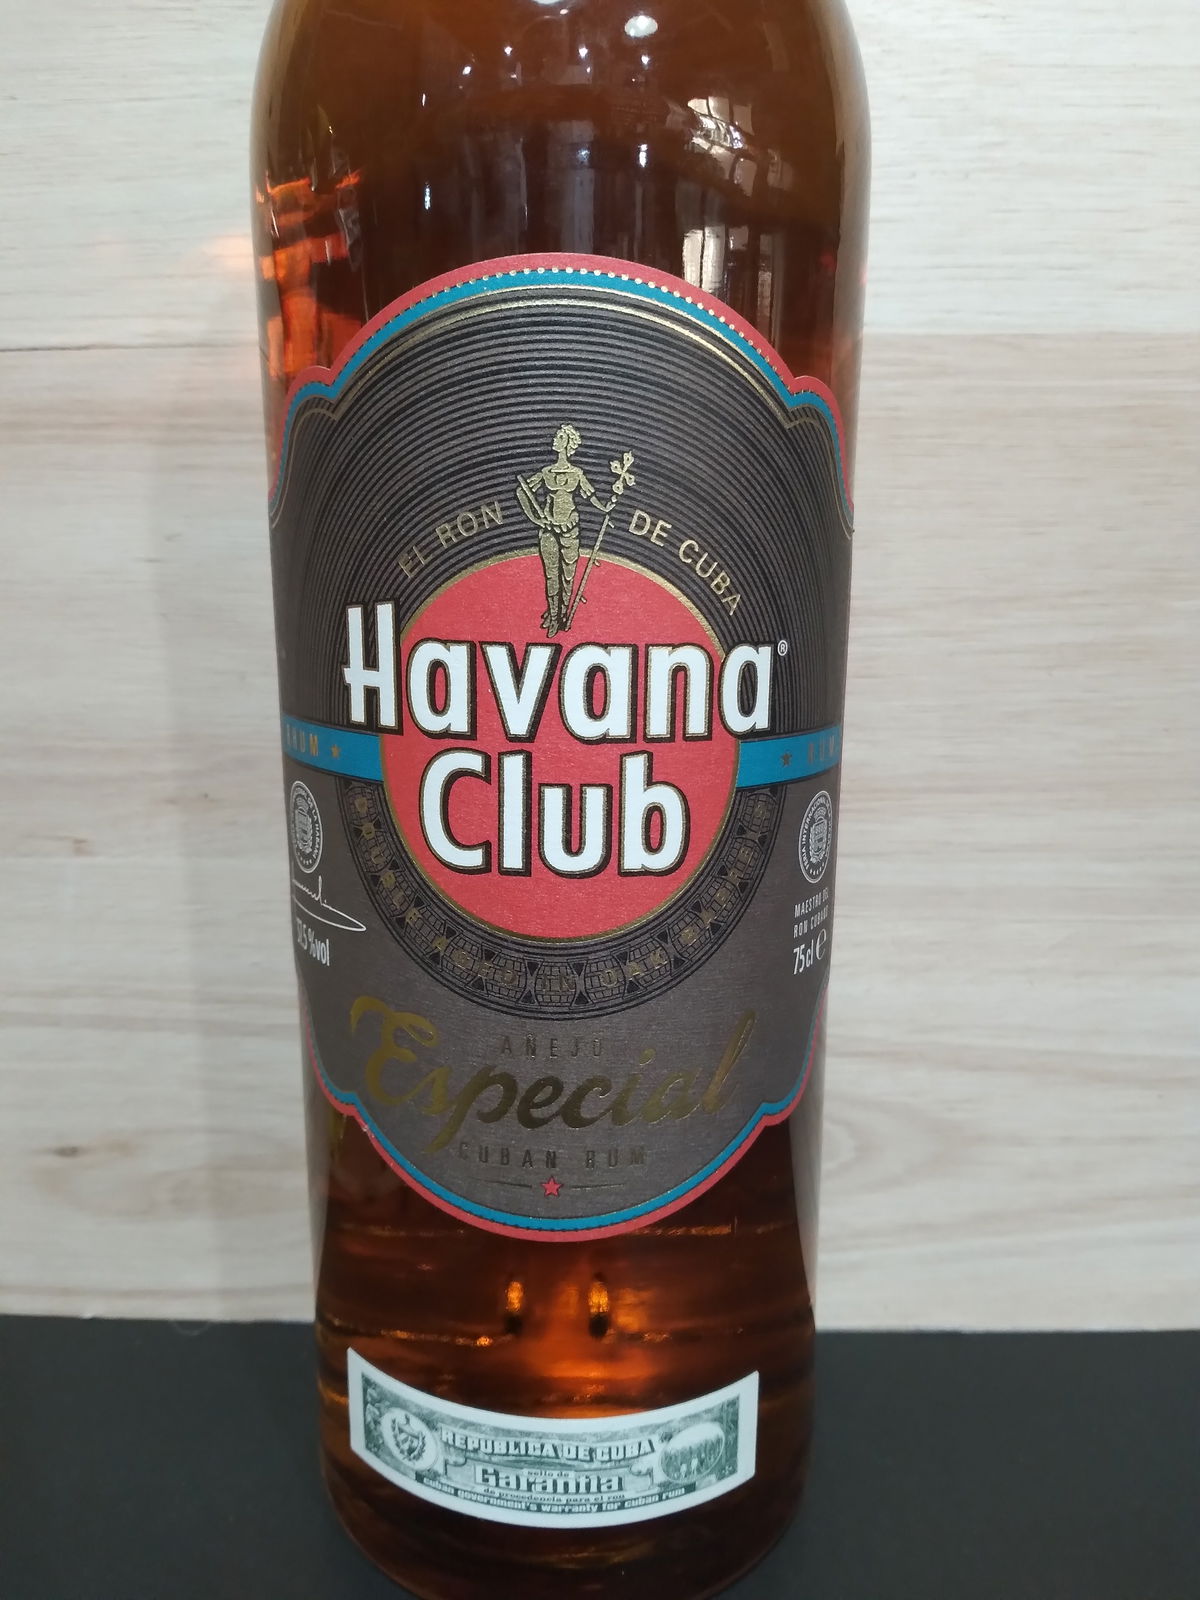 EL RON DE CUBA
Havana®
Club
RHUM ★ ★ RUM
MAESTRO DEL
RON CUBANO
37.5 %vol
75cl e
DOUBLE AGED IN OAK BARRELS
AÑEJO
Especial
CUBAN RUM
REPUBLICA DE CUBA
sello de
Garantia
de procedencia para el ron
cuban government's warranty for cuban rum